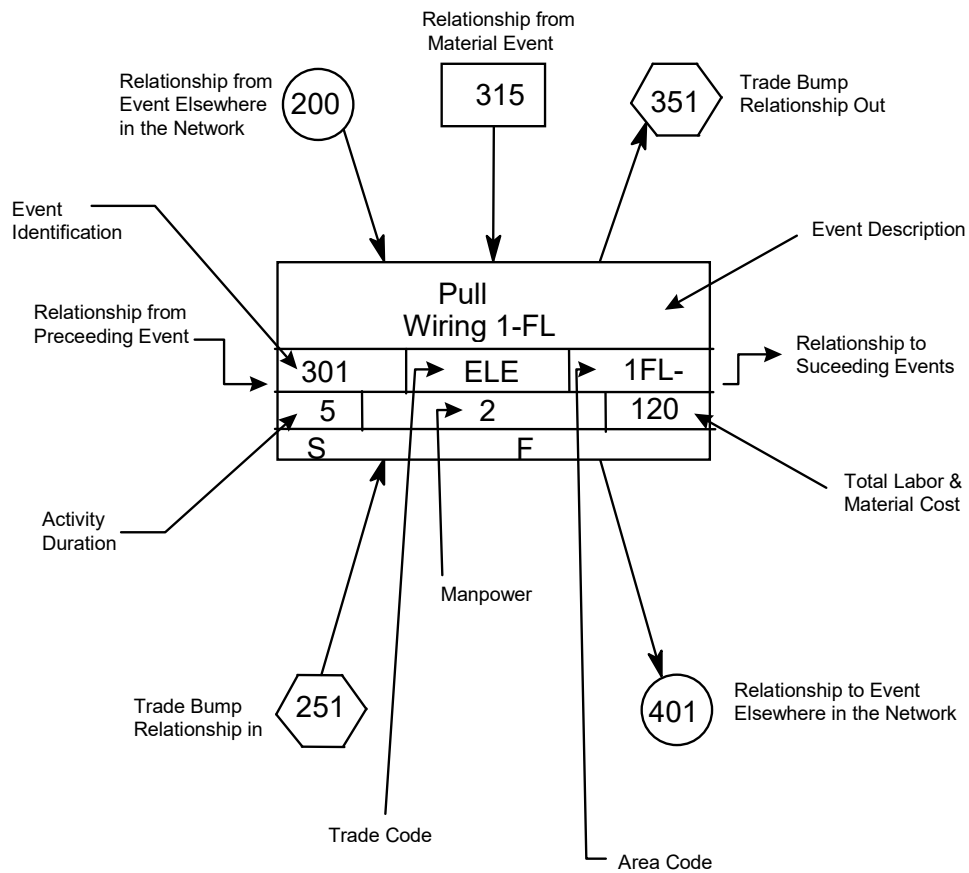 Relationship from
Material Event
Relationship from
Event Elsewhere
in the Network
200
315
351
Trade Bump
Relationship Out
Event
Identification
Event Description
Pull
Wiring 1-FL
Relationship from
Preceeding Event
Relationship to
Suceeding Events
301
ELE
1FL-
5
2
120
S
F
Total Labor &
Material Cost
Activity
Duration
Manpower
Trade Bump
Relationship in
251
401
Relationship to Event
Elsewhere in the Network
Trade Code
Area Code